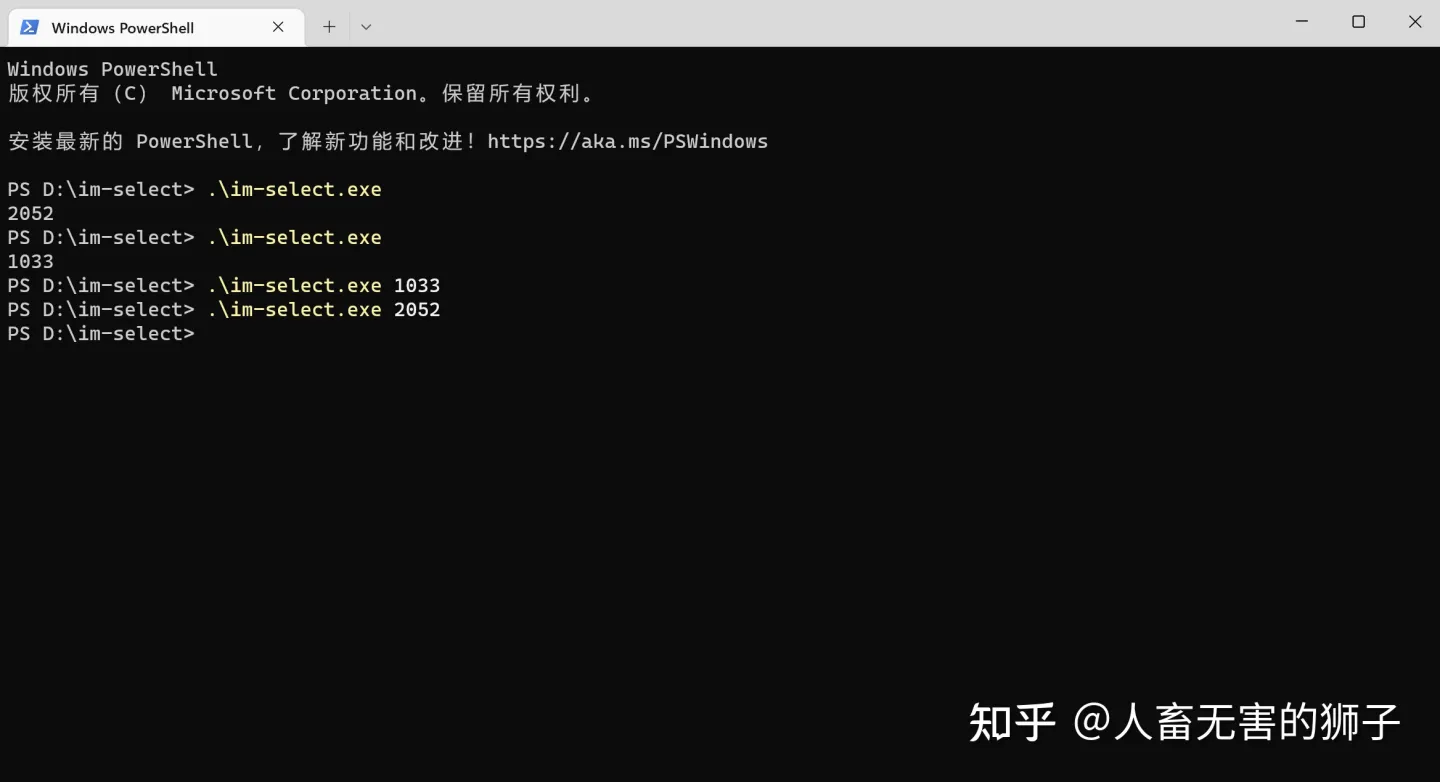 Windows PowerShell
Windows PowerShell
版权所有（C） Microsoft Corporation。保留所有权利。
安装最新的 PowerShell，了解新功能和改进！https://aka.ms/PSWindows
PS D:\im-select> .\im-select.exe
2052
PS D:\im-select> .\im-select.exe
1033
PS D:\im-select> .\im-select.exe 1033
PS D:\im-select> .\im-select.exe 2052
PS D:\im-select>
知乎 @人畜无害的狮子